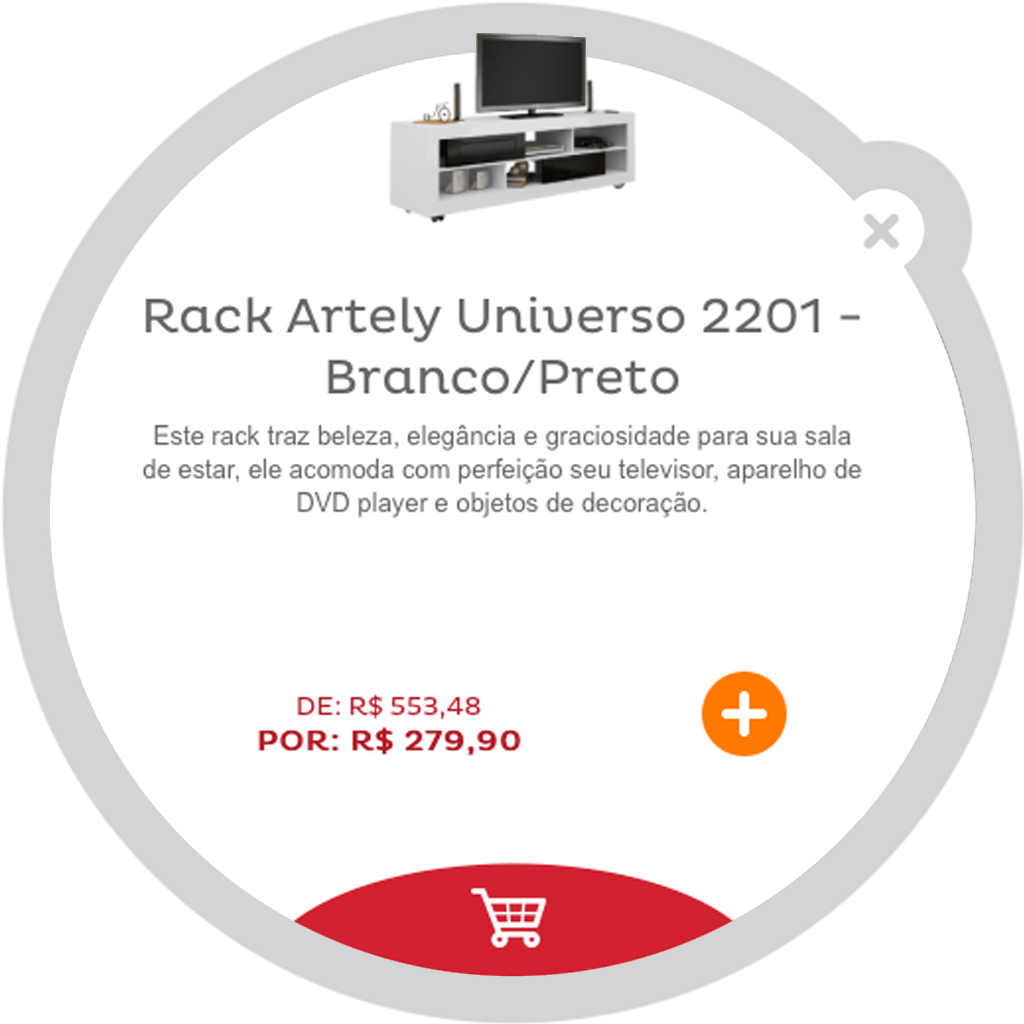 Rack Artely Universo 2201 -
Branco/Preto
Este rack traz beleza, elegância e graciosidade para sua sala
de estar, ele acomoda com perfeição seu televisor, aparelho de
DVD player e objetos de decoração.
DE: R$ 553,48
POR: R$ 279,90